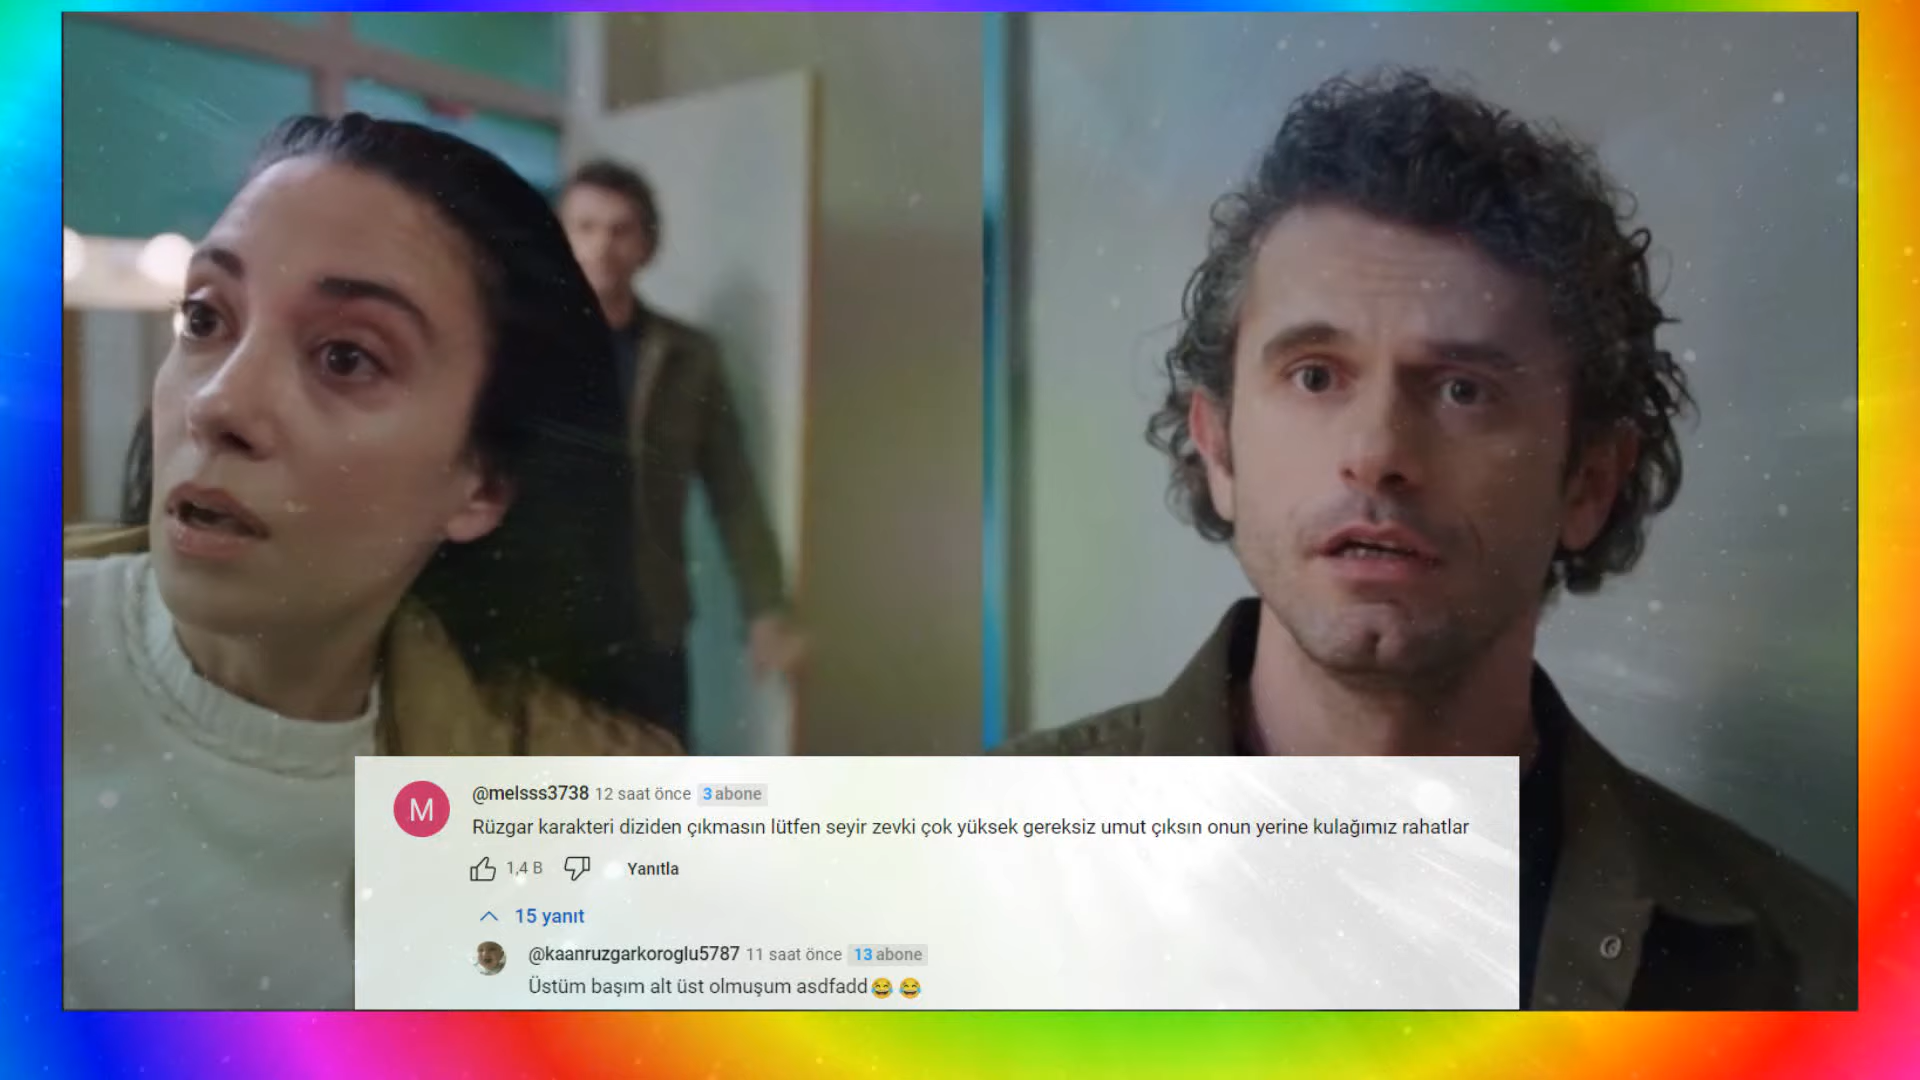 M
@melsss3738 12 saat önce 3 abone
Rüzgar karakteri diziden çıkmasın lütfen seyir zevki çok yüksek gereksiz umut çıksın onun yerine kulağımız rahatlar
1,4 B Yanıtla
15 yanıt
@kaanruzgarkoroglu5787 11 saat önce 13 abone
Üstüm başım alt üst olmuşum asdfadd😂 😂